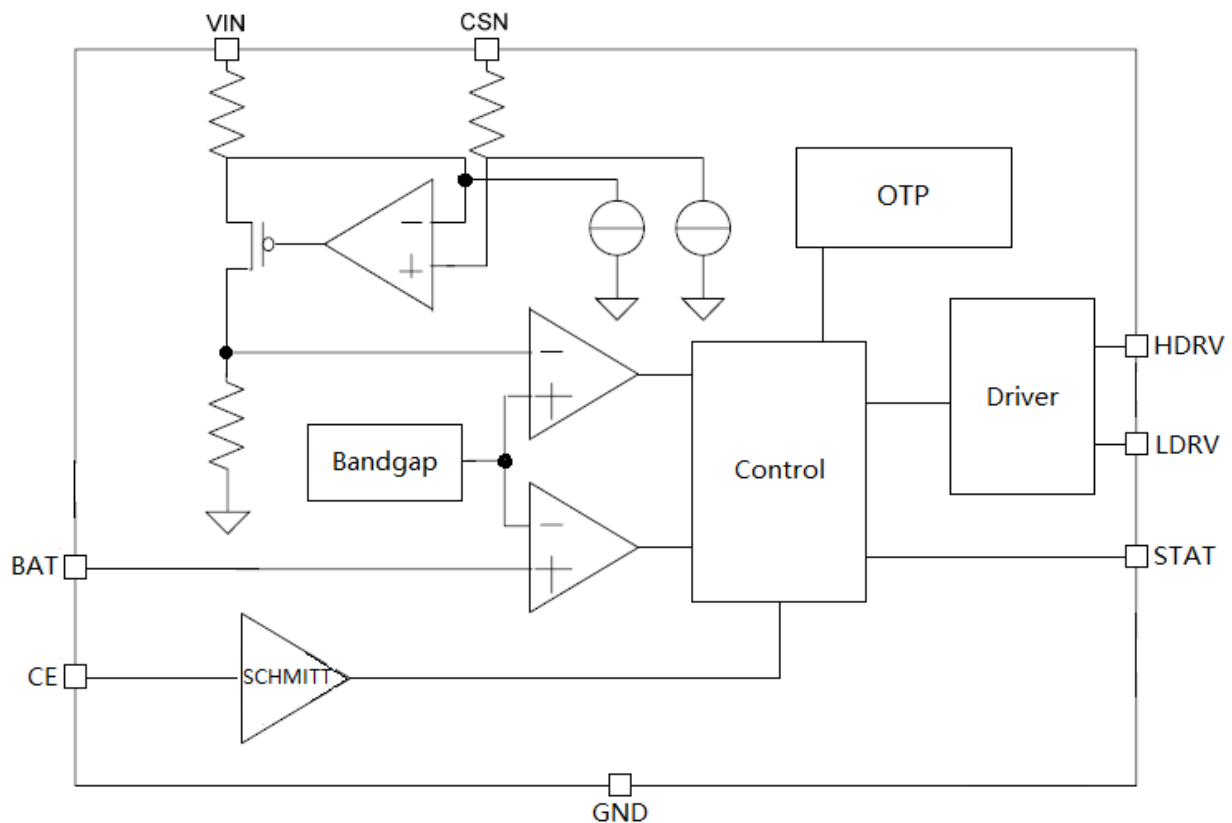 VIN
CSN
OTP
HDRV
Driver
LDRV
Bandgap
Control
STAT
BAT
CE
SCHMITT
GND